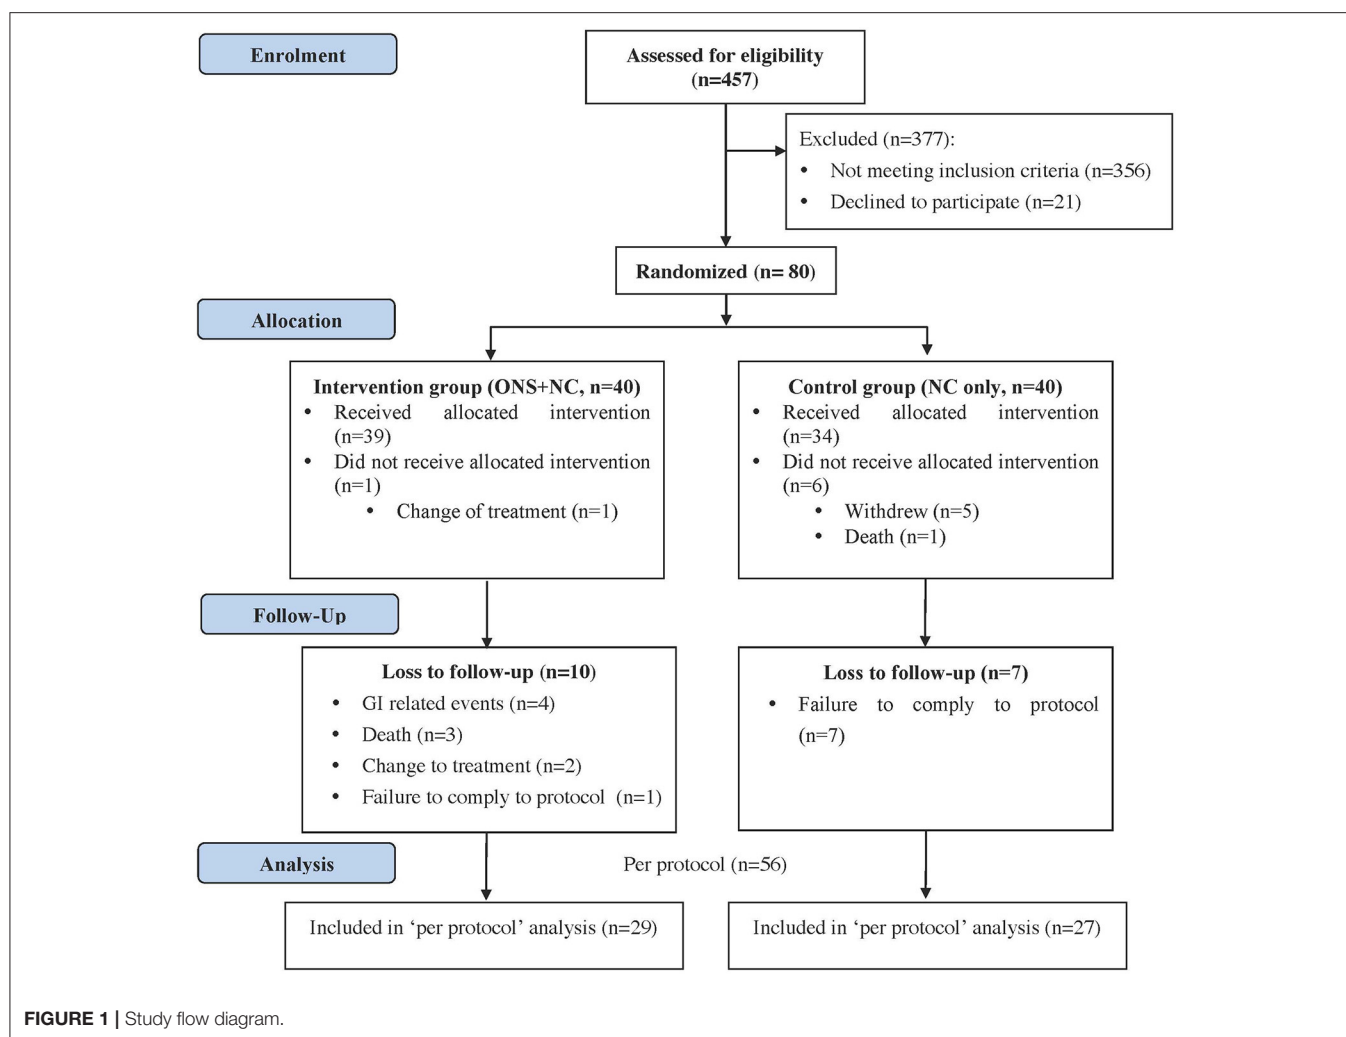 Enrolment
Assessed for eligibility
(n=457)
Excluded (n=377):
• Not meeting inclusion criteria (n=356)
• Declined to participate (n=21)
Randomized (n= 80)
Allocation
Intervention group (ONS+NC, n=40)
• Received allocated intervention
(n=39)
• Did not receive allocated intervention
(n=1)
• Change of treatment (n=1)
Control group (NC only, n=40)
• Received allocated intervention
(n=34)
• Did not receive allocated intervention
(n=6)
• Withdrew (n=5)
• Death (n=1)
Follow-Up
Loss to follow-up (n=10)
• GI related events (n=4)
• Death (n=3)
• Change to treatment (n=2)
• Failure to comply to protocol (n=1)
Loss to follow-up (n=7)
• Failure to comply to protocol
(n=7)
Analysis
Per protocol (n=56)
Included in ‘per protocol’ analysis (n=29)
Included in ‘per protocol’ analysis (n=27)
FIGURE 1 | Study flow diagram.